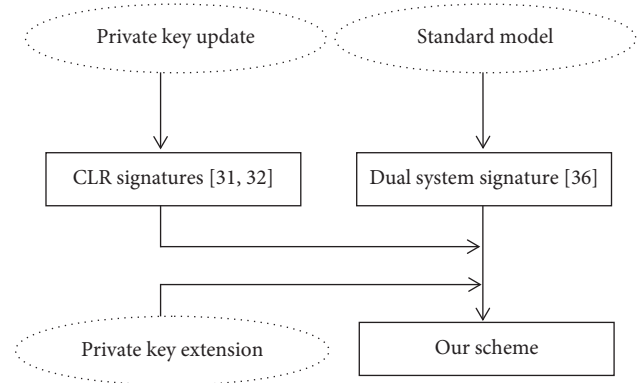 Private key update
Standard model
CLR signatures [31, 32]
Dual system signature [36]
Private key extension
Our scheme